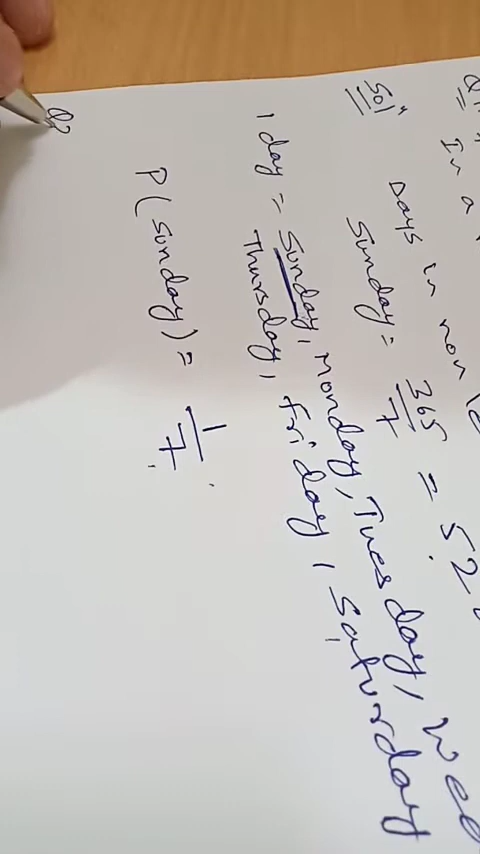 In a
Sol^n
Days in non
Sunday = 365/7 = 52
1 day = Sunday, Monday, Tuesday, Wed
Thursday, Friday, Saturday
P(Sunday) = 1/7
Q2